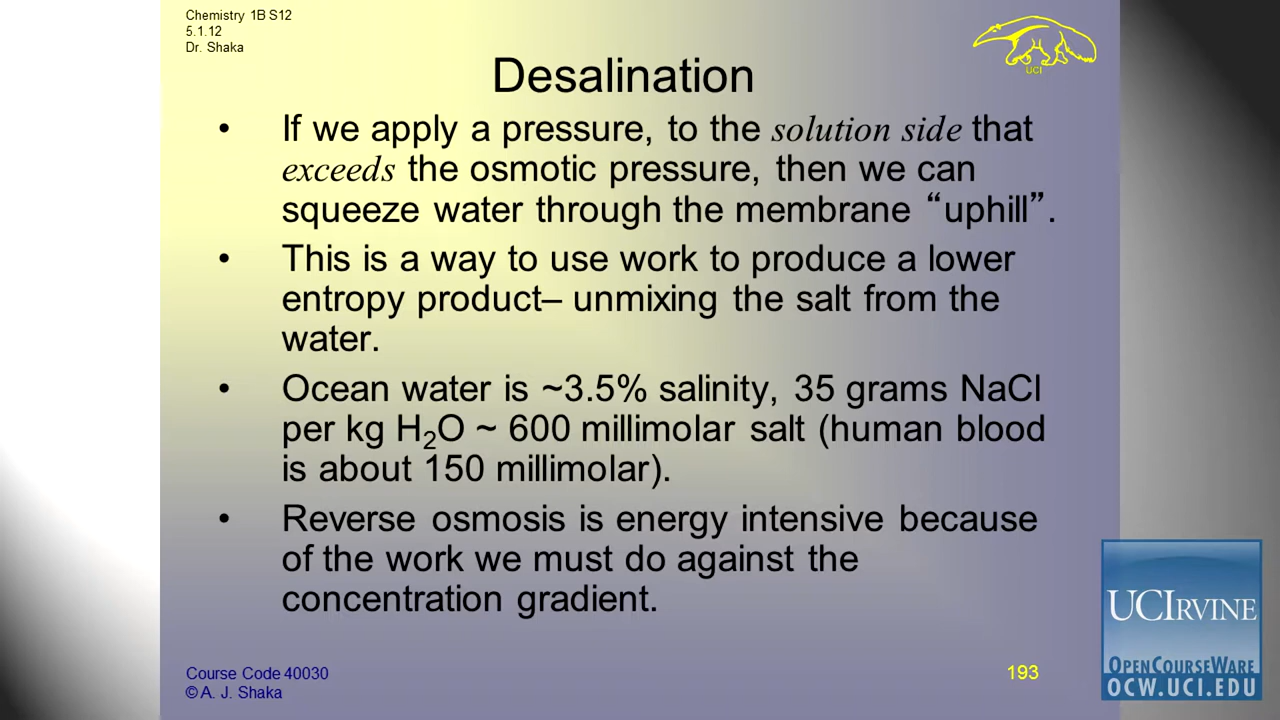 Chemistry 1B S12
5.1.12
Dr. Shaka
UCI
Desalination
• If we apply a pressure, to the solution side that
exceeds the osmotic pressure, then we can
squeeze water through the membrane “uphill”.
• This is a way to use work to produce a lower
entropy product– unmixing the salt from the
water.
• Ocean water is ~3.5% salinity, 35 grams NaCl
per kg H₂O ~ 600 millimolar salt (human blood
is about 150 millimolar).
• Reverse osmosis is energy intensive because
of the work we must do against the
concentration gradient.
Course Code 40030
© A. J. Shaka
193
UCIRVINE
OPENCOURSEWARE
OCW.UCI.EDU